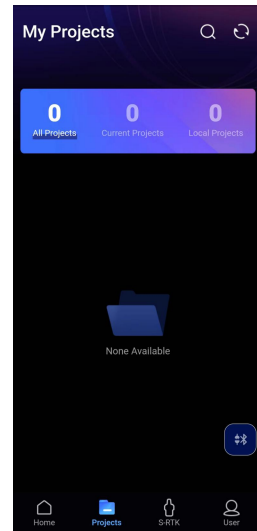 My Projects
0 0 0
All Projects Current Projects Local Projects
None Available
Home Projects S-RTK User